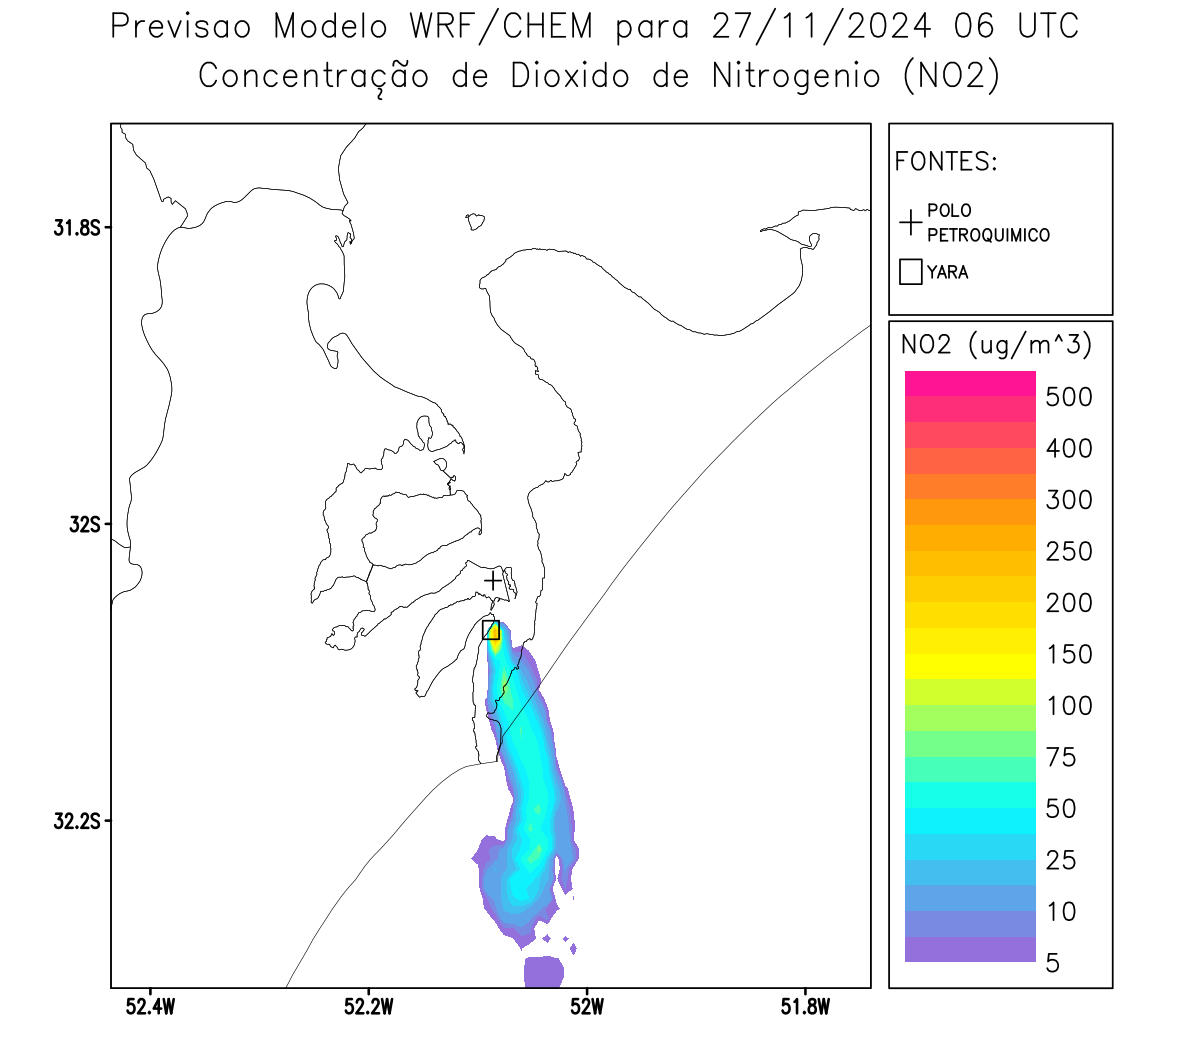 Previsao Modelo WRF/CHEM para 27/11/2024 06 UTC
Concentração de Dioxido de Nitrogenio (NO2)
FONTES:
POLO
PETROQUIMICO
YARA
NO2 (ug/m^3)
500
400
300
250
200
150
100
75
50
25
10
5
31.8S
32S
32.2S
52.4W
52.2W
52W
51.8W